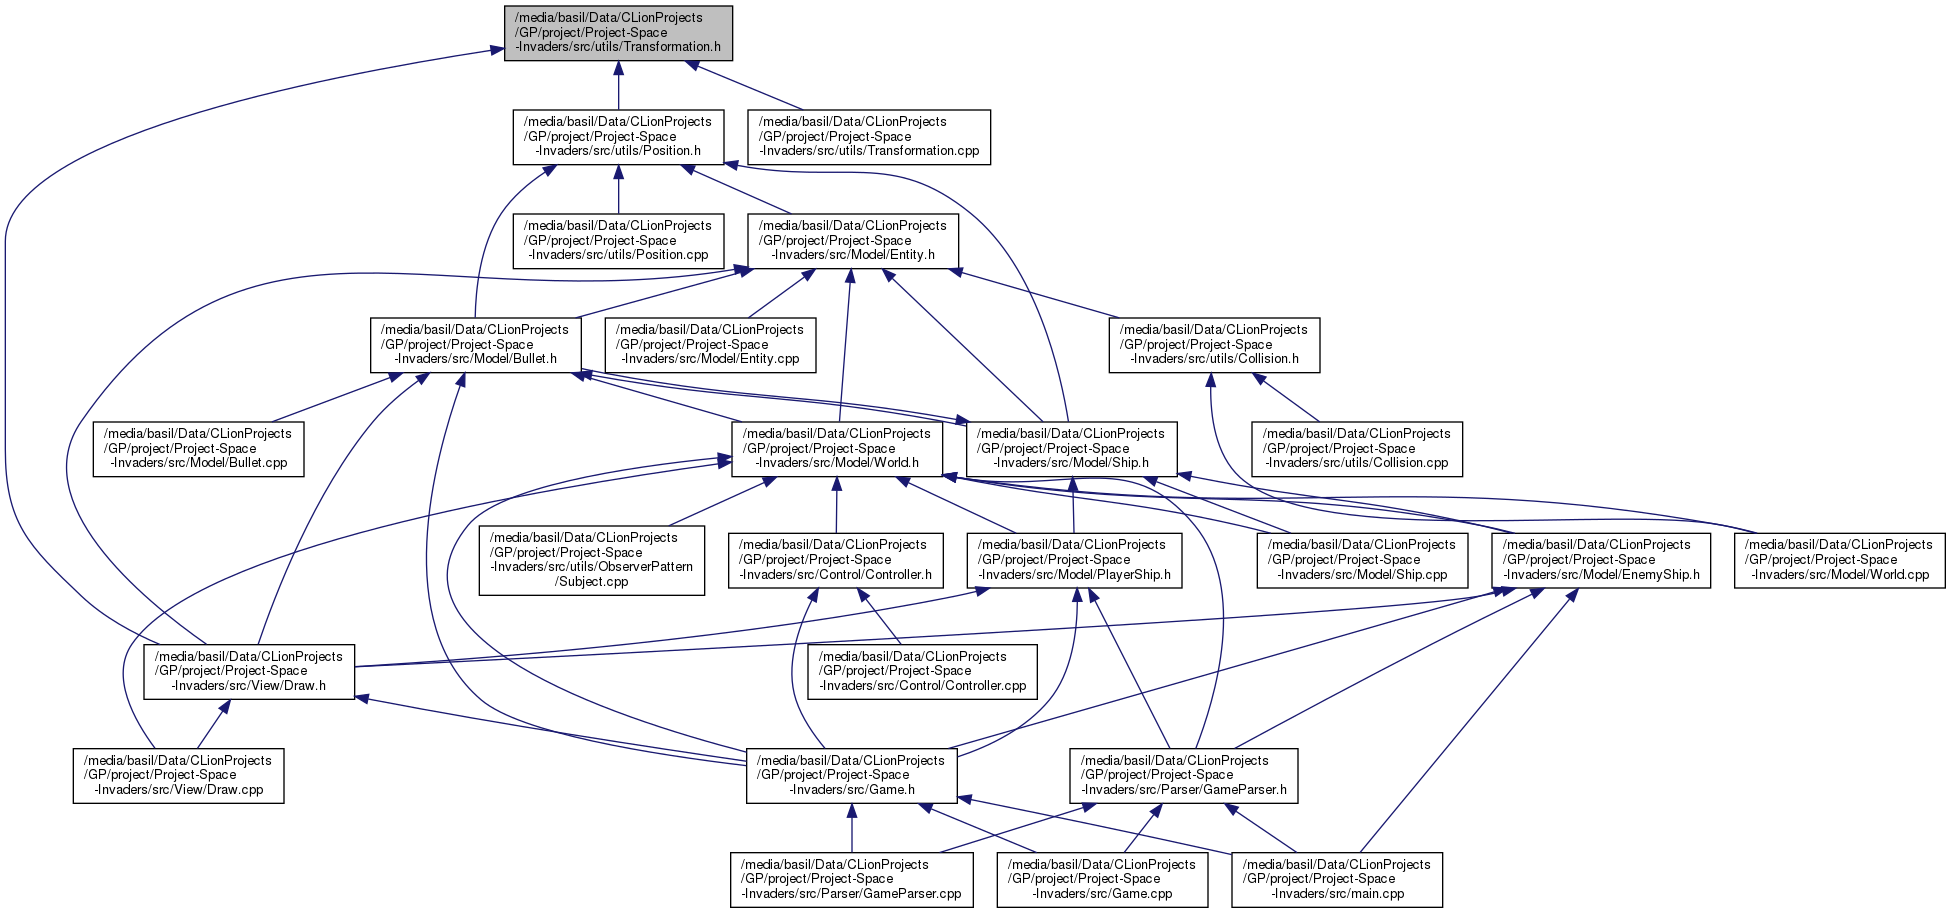 /media/basil/Data/CLionProjects
/GP/project/Project-Space
-Invaders/src/utils/Transformation.h
/media/basil/Data/CLionProjects
/GP/project/Project-Space
-Invaders/src/utils/Position.h
/media/basil/Data/CLionProjects
/GP/project/Project-Space
-Invaders/src/utils/Transformation.cpp
/media/basil/Data/CLionProjects
/GP/project/Project-Space
-Invaders/src/utils/Position.cpp
/media/basil/Data/CLionProjects
/GP/project/Project-Space
-Invaders/src/Model/Entity.h
/media/basil/Data/CLionProjects
/GP/project/Project-Space
-Invaders/src/Model/Bullet.h
/media/basil/Data/CLionProjects
/GP/project/Project-Space
-Invaders/src/Model/Entity.cpp
/media/basil/Data/CLionProjects
/GP/project/Project-Space
-Invaders/src/utils/Collision.h
/media/basil/Data/CLionProjects
/GP/project/Project-Space
-Invaders/src/Model/Bullet.cpp
/media/basil/Data/CLionProjects
/GP/project/Project-Space
-Invaders/src/Model/World.h
/media/basil/Data/CLionProjects
/GP/project/Project-Space
-Invaders/src/Model/Ship.h
/media/basil/Data/CLionProjects
/GP/project/Project-Space
-Invaders/src/utils/Collision.cpp
/media/basil/Data/CLionProjects
/GP/project/Project-Space
-Invaders/src/utils/ObserverPattern
/Subject.cpp
/media/basil/Data/CLionProjects
/GP/project/Project-Space
-Invaders/src/Control/Controller.h
/media/basil/Data/CLionProjects
/GP/project/Project-Space
-Invaders/src/Model/PlayerShip.h
/media/basil/Data/CLionProjects
/GP/project/Project-Space
-Invaders/src/Model/Ship.cpp
/media/basil/Data/CLionProjects
/GP/project/Project-Space
-Invaders/src/Model/EnemyShip.h
/media/basil/Data/CLionProjects
/GP/project/Project-Space
-Invaders/src/Model/World.cpp
/media/basil/Data/CLionProjects
/GP/project/Project-Space
-Invaders/src/View/Draw.h
/media/basil/Data/CLionProjects
/GP/project/Project-Space
-Invaders/src/Control/Controller.cpp
/media/basil/Data/CLionProjects
/GP/project/Project-Space
-Invaders/src/View/Draw.cpp
/media/basil/Data/CLionProjects
/GP/project/Project-Space
-Invaders/src/Game.h
/media/basil/Data/CLionProjects
/GP/project/Project-Space
-Invaders/src/Parser/GameParser.h
/media/basil/Data/CLionProjects
/GP/project/Project-Space
-Invaders/src/Parser/GameParser.cpp
/media/basil/Data/CLionProjects
/GP/project/Project-Space
-Invaders/src/Game.cpp
/media/basil/Data/CLionProjects
/GP/project/Project-Space
-Invaders/src/main.cpp